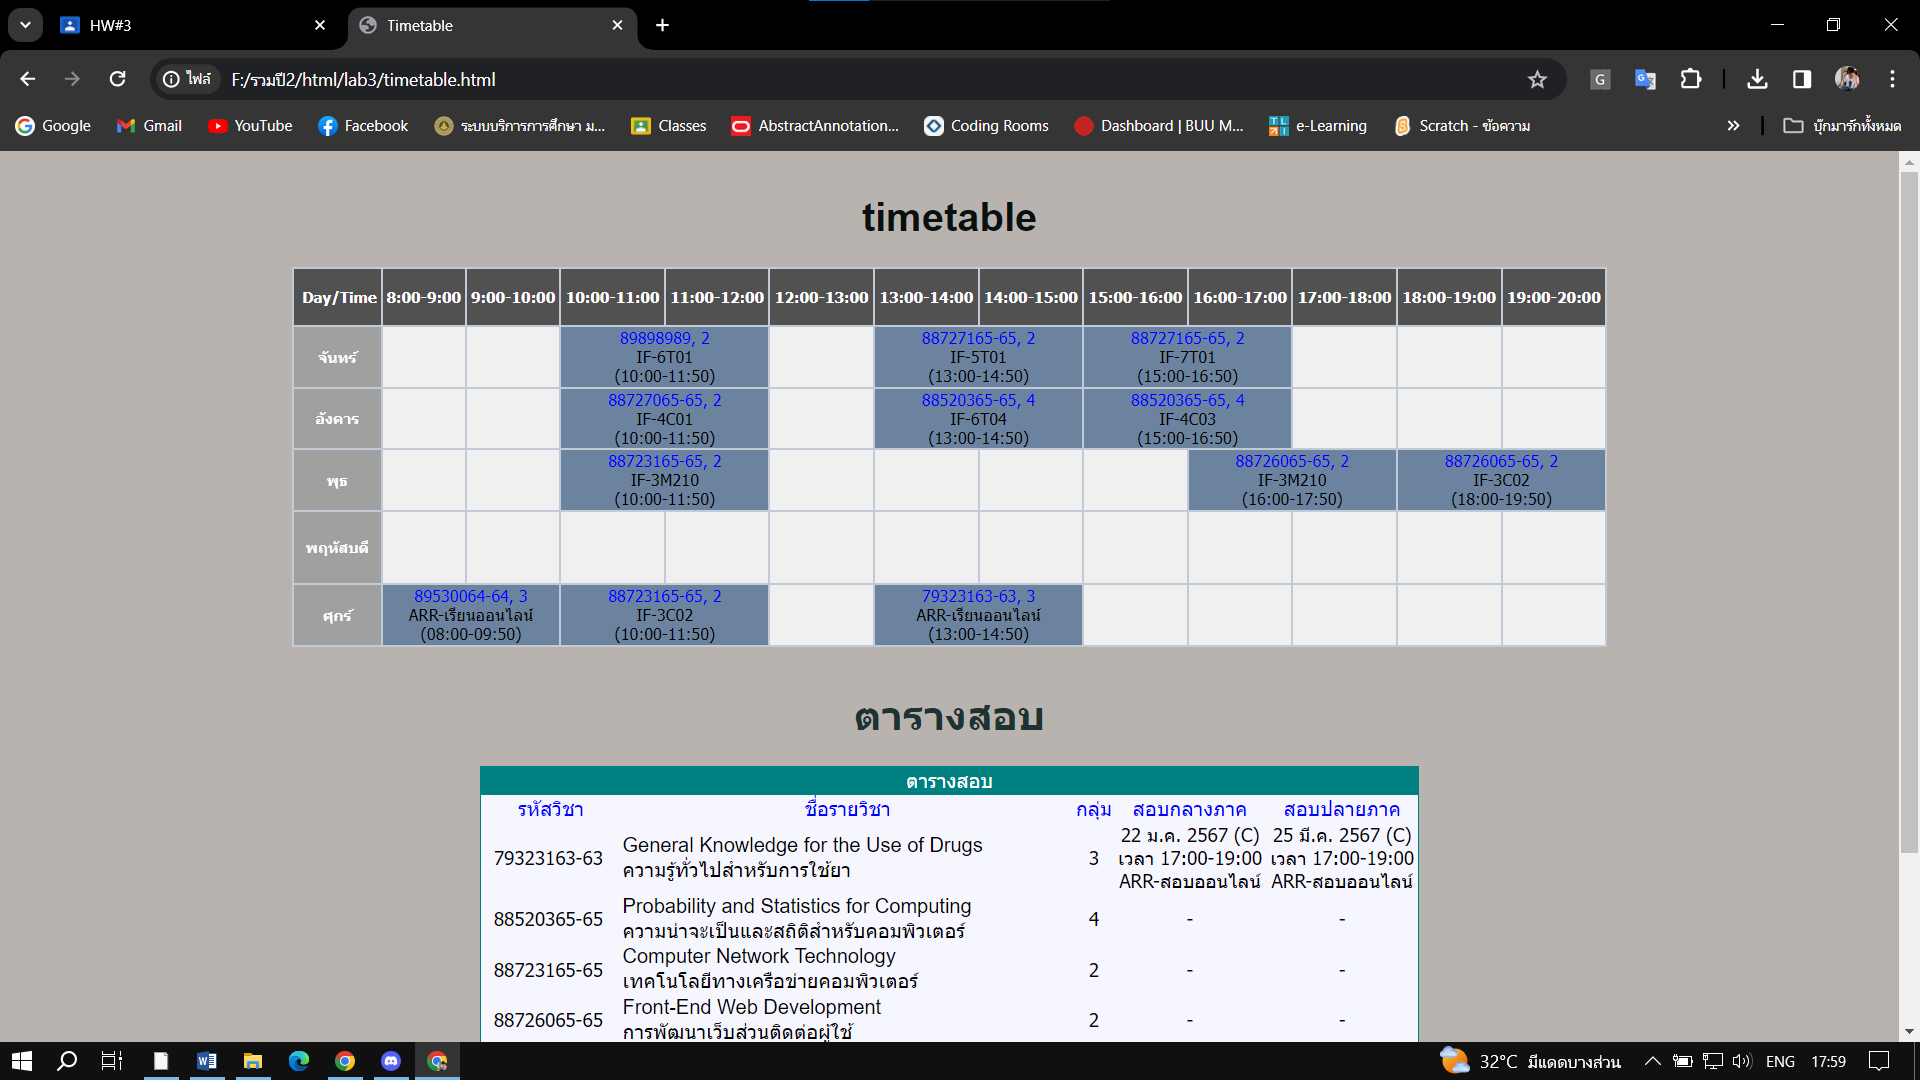 HW#3
Timetable
ไฟล์
F:/รวมปี2/html/lab3/timetable.html
Google
Gmail
YouTube
Facebook
ระบบบริการการศึกษา ม...
Classes
AbstractAnnotation...
Coding Rooms
Dashboard | BUU M...
e-Learning
Scratch - ข้อความ
บุ๊กมาร์กทั้งหมด
timetable
Day/Time 8:00-9:00 9:00-10:00 10:00-11:00 11:00-12:00 12:00-13:00 13:00-14:00 14:00-15:00 15:00-16:00 16:00-17:00 17:00-18:00 18:00-19:00 19:00-20:00
จันทร์
89898989, 2
IF-6T01
(10:00-11:50)
88727165-65, 2
IF-5T01
(13:00-14:50)
88727165-65, 2
IF-7T01
(15:00-16:50)
อังคาร
88727065-65, 2
IF-4C01
(10:00-11:50)
88520365-65, 4
IF-6T04
(13:00-14:50)
88520365-65, 4
IF-4C03
(15:00-16:50)
พุธ
88723165-65, 2
IF-3M210
(10:00-11:50)
88726065-65, 2
IF-3M210
(16:00-17:50)
88726065-65, 2
IF-3C02
(18:00-19:50)
พฤหัสบดี
ศุกร์
89530064-64, 3
ARR-เรียนออนไลน์
(08:00-09:50)
88723165-65, 2
IF-3C02
(10:00-11:50)
79323163-63, 3
ARR-เรียนออนไลน์
(13:00-14:50)
ตารางสอบ
ตารางสอบ
รหัสวิชา ชื่อรายวิชา กลุ่ม สอบกลางภาค สอบปลายภาค
79323163-63
General Knowledge for the Use of Drugs
ความรู้ทั่วไปสำหรับการใช้ยา
3
22 ม.ค. 2567 (C)
เวลา 17:00-19:00
ARR-สอบออนไลน์
25 มี.ค. 2567 (C)
เวลา 17:00-19:00
ARR-สอบออนไลน์
88520365-65
Probability and Statistics for Computing
ความน่าจะเป็นและสถิติสำหรับคอมพิวเตอร์
4 - -
88723165-65
Computer Network Technology
เทคโนโลยีทางเครือข่ายคอมพิวเตอร์
2 - -
88726065-65
Front-End Web Development
การพัฒนาเว็บส่วนติดต่อผู้ใช้
2 - -
32°C มีแดดบางส่วน
ENG
17:59